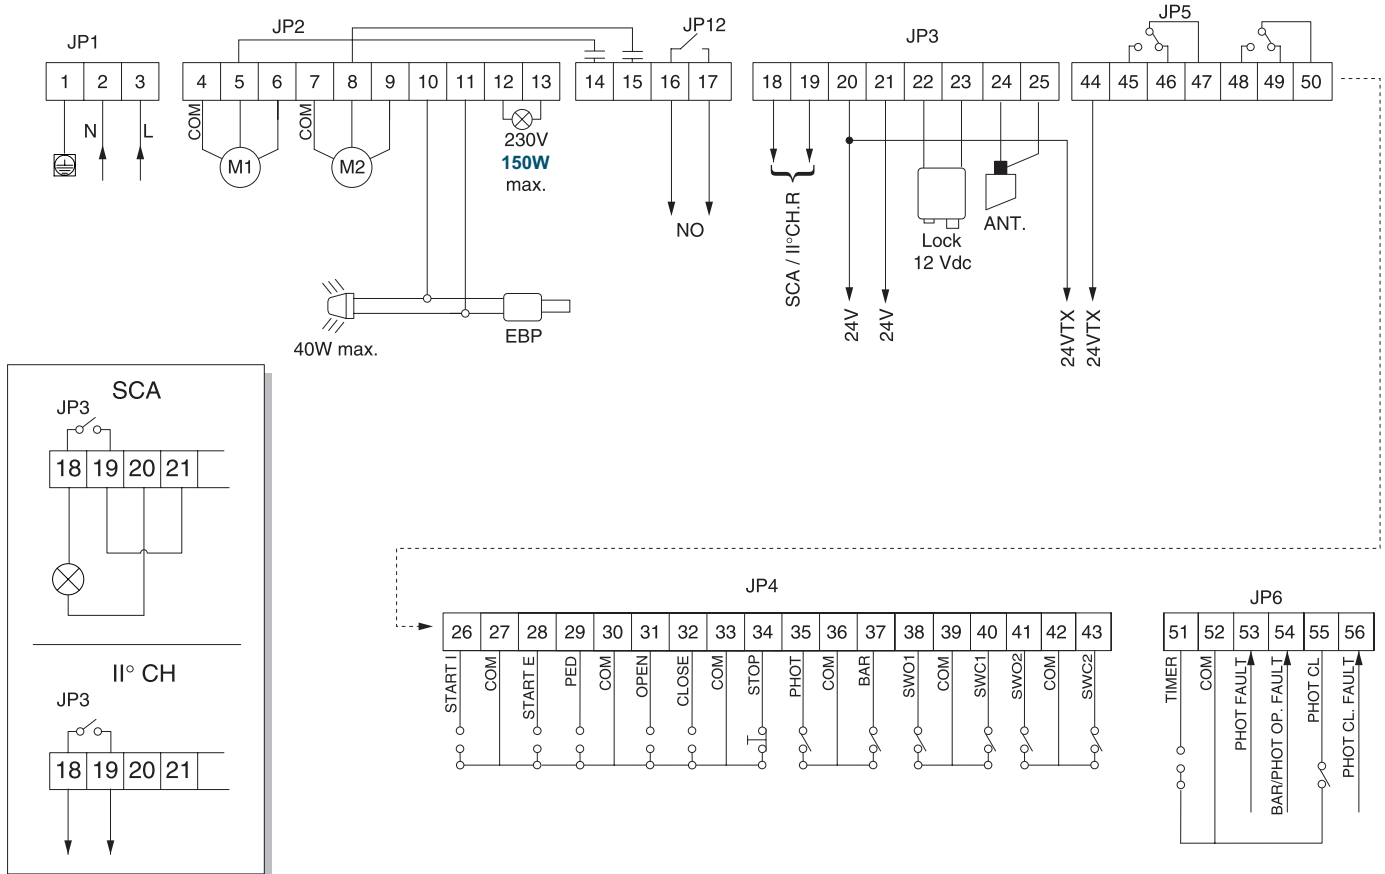 JP1
JP2
JP12
JP3
JP5
1 2 3
4 5 6 7 8 9 10 11 12 13
14 15 16 17
18 19 20 21 22 23 24 25
44 45 46 47 48 49 50
N
L
COM
COM
M1
M2
230V
150W
max.
NO
SCA / II°CH.R
24V
24V
Lock
12 Vdc
ANT.
24VTX
24VTX
40W max.
EBP
SCA
JP3
18 19 20 21
II° CH
JP3
18 19 20 21
JP4
26 27 28 29 30 31 32 33 34 35 36 37 38 39 40 41 42 43
START I
COM
START E
PED
COM
OPEN
CLOSE
COM
STOP
PHOT
COM
BAR
SWO1
COM
SWC1
SWO2
COM
SWC2
JP6
51 52 53 54 55 56
TIMER
COM
PHOT FAULT
BAR/PHOT OP. FAULT
PHOT CL
PHOT CL. FAULT